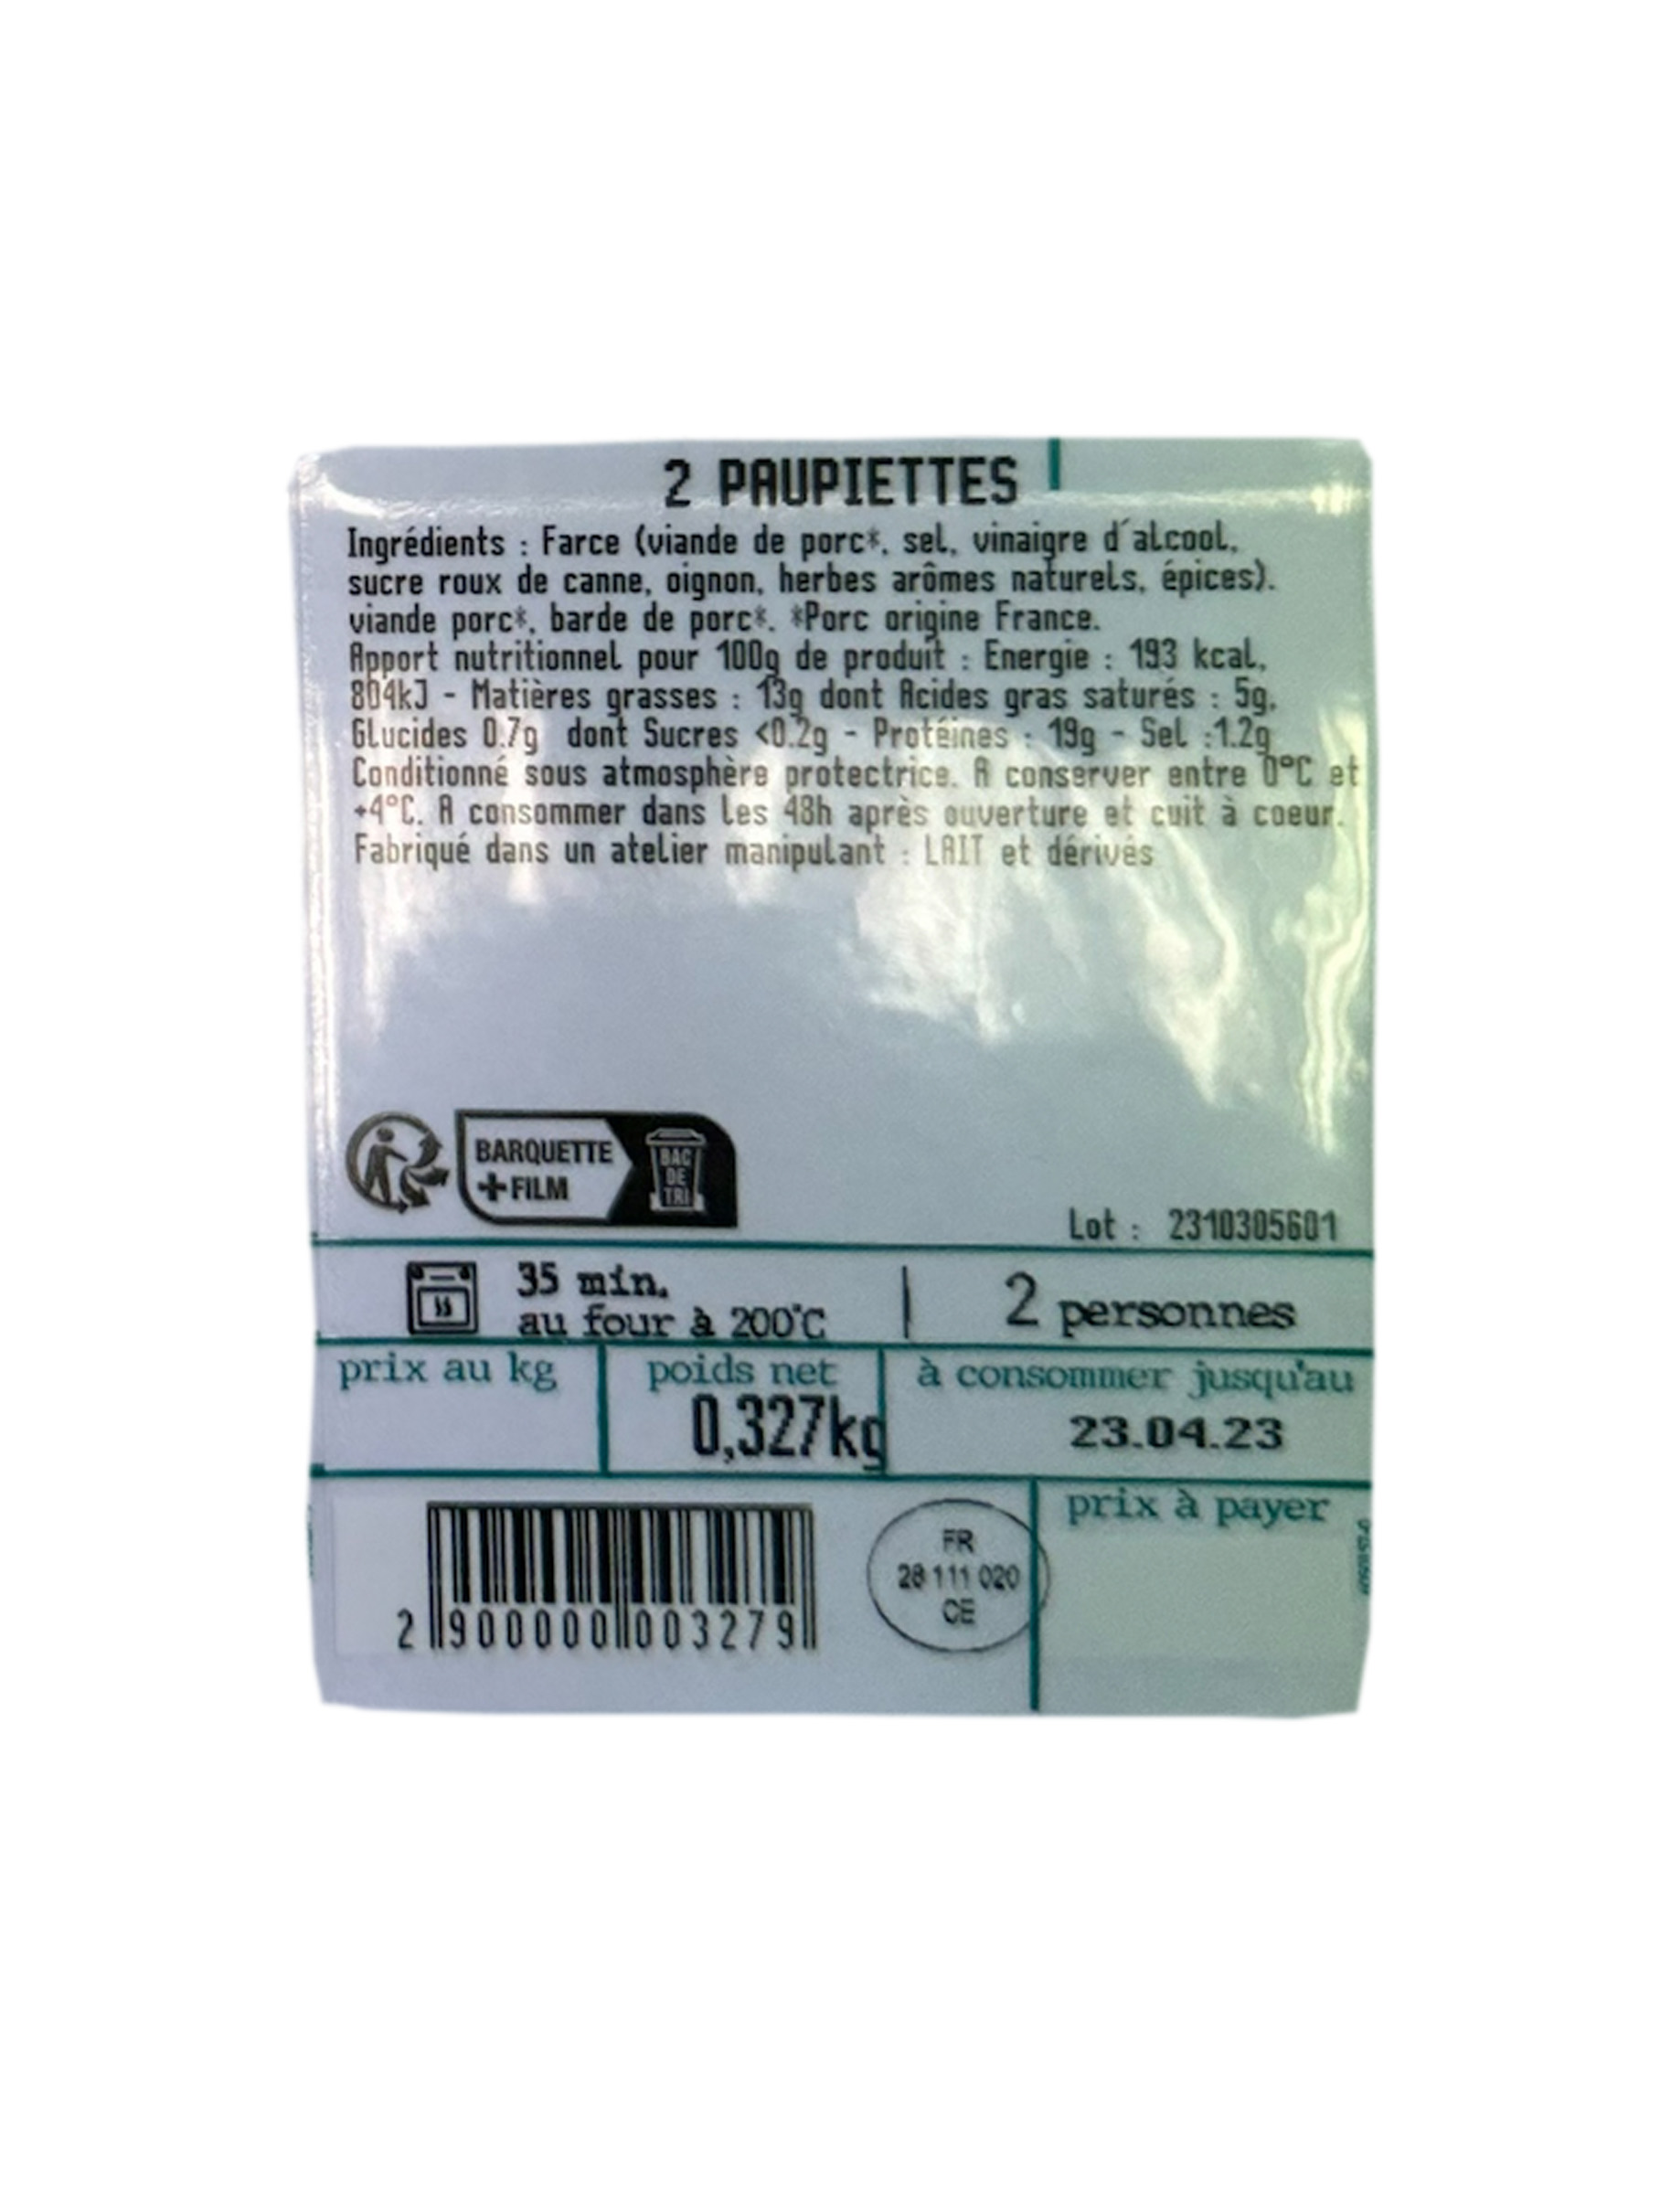 2 PAUPIETTES
Ingrédients : Farce (viande de porc*, sel, vinaigre d'alcool,
sucre roux de canne, oignon, herbes arômes naturels, épices).
viande porc*, barde de porc*. *Porc origine France.
Apport nutritionnel pour 100g de produit : Energie : 193 kcal,
804kJ - Matières grasses : 13g dont Acides gras saturés : 5g,
Glucides 0.7g dont Sucres <0.2g - Protéines : 19g - Sel :1.2g
Conditionné sous atmosphère protectrice. A conserver entre 0°C et
+4°C. A consommer dans les 48h après ouverture et cuit à coeur.
Fabriqué dans un atelier manipulant : LAIT et dérivés
BARQUETTE
+FILM
BAC
DE
TRI
Lot : 2310305601
35 min.
au four à 200°C
2 personnes
prix au kg
poids net
0,327kg
à consommer jusqu'au
23.04.23
2 900000 003279
FR
28 111 020
CE
prix à payer